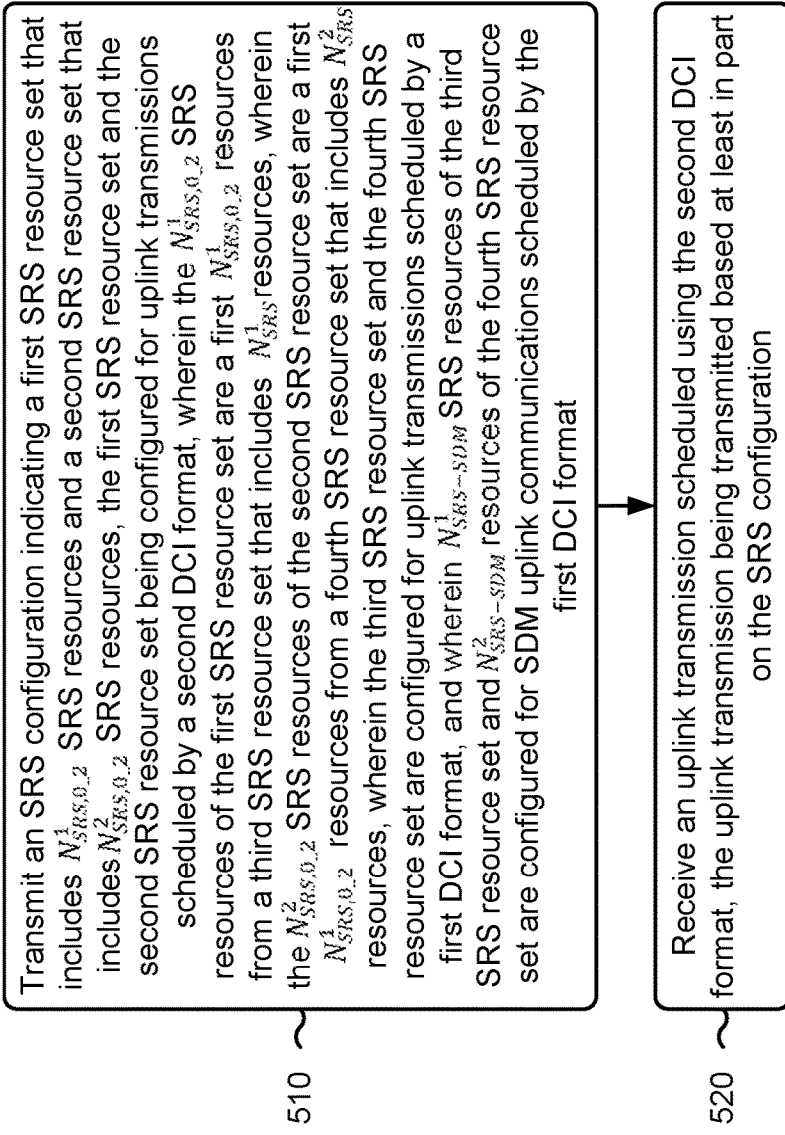 510
Transmit an SRS configuration indicating a first SRS resource set that
includes N^1_{SRS,0_2} SRS resources and a second SRS resource set that
includes N^2_{SRS,0_2} SRS resources, the first SRS resource set and the
second SRS resource set being configured for uplink transmissions
scheduled by a second DCI format, wherein the N^1_{SRS,0_2} SRS
resources of the first SRS resource set are a first N^1_{SRS,0_2} resources
from a third SRS resource set that includes N^1_{SRS} resources, wherein
the N^2_{SRS,0_2} SRS resources of the second SRS resource set are a first
N^1_{SRS,0_2} resources from a fourth SRS resource set that includes N^2_{SRS}
resources, wherein the third SRS resource set and the fourth SRS
resource set are configured for uplink transmissions scheduled by a
first DCI format, and wherein N^1_{SRS-SDM} SRS resources of the third
SRS resource set and N^2_{SRS-SDM} resources of the fourth SRS resource
set are configured for SDM uplink communications scheduled by the
first DCI format
520
Receive an uplink transmission scheduled using the second DCI
format, the uplink transmission being transmitted based at least in part
on the SRS configuration